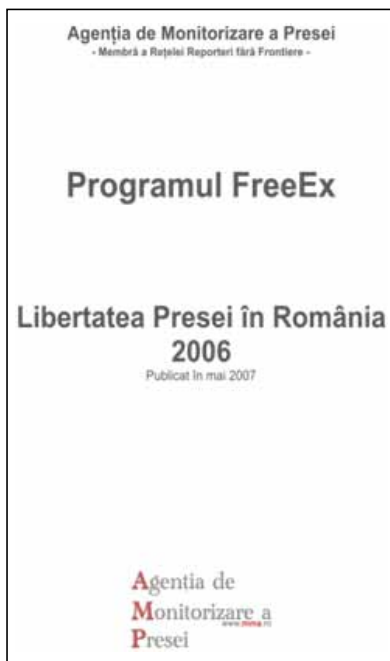 Agenția de Monitorizare a Presei
- Membră a Rețelei Reporteri fără Frontiere -
Programul FreeEx
Libertatea Presei în România
2006
Publicat în mai 2007
Agentia de
Monitorizare a
www.mma.ro
Presei